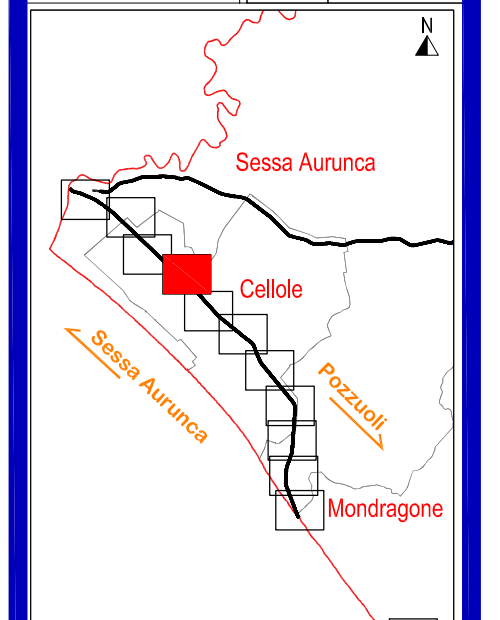 N
Sessa Aurunca
Cellole
Sessa Aurunca
Pozzuoli
Mondragone